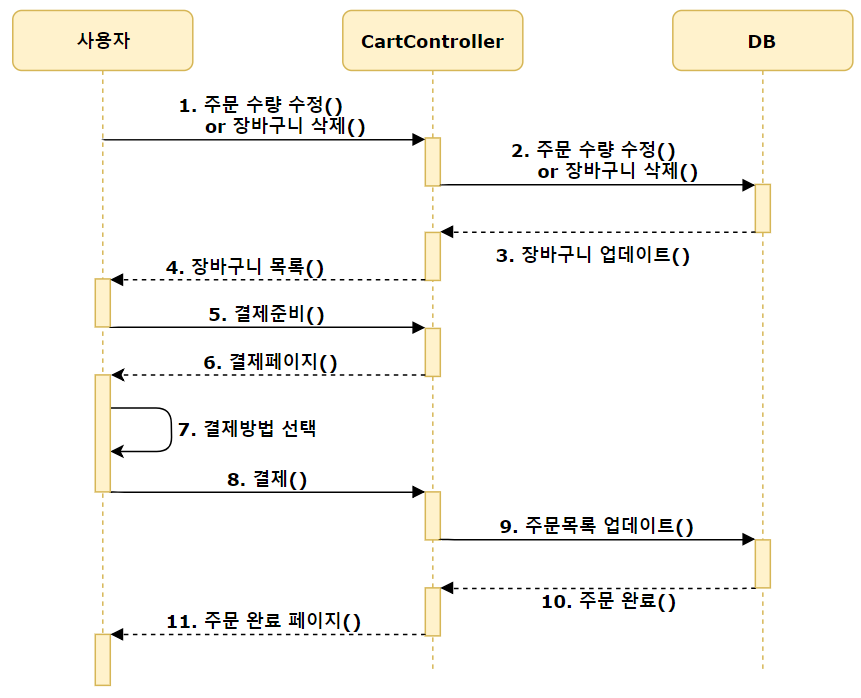 사용자
CartController
DB
1. 주문 수량 수정()
or 장바구니 삭제()
2. 주문 수량 수정()
or 장바구니 삭제()
3. 장바구니 업데이트()
4. 장바구니 목록()
5. 결제준비()
6. 결제페이지()
7. 결제방법 선택
8. 결제()
9. 주문목록 업데이트()
10. 주문 완료()
11. 주문 완료 페이지()